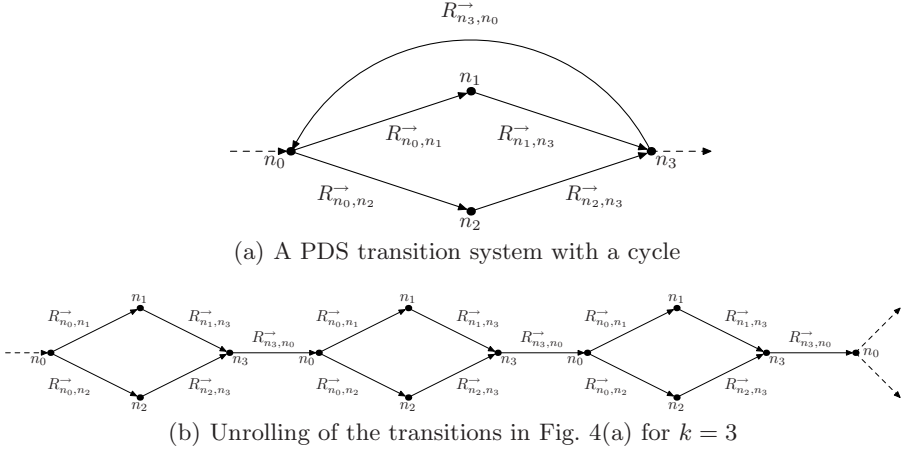 R→n3,n0
n1
R→n0,n1 R→n1,n3
n0 n3
R→n0,n2 R→n2,n3
n2
(a) A PDS transition system with a cycle
n1 n1 n1
R→n0,n1 R→n1,n3 R→n0,n1 R→n1,n3 R→n0,n1 R→n1,n3
R→n3,n0 R→n3,n0 R→n3,n0
n0 n3 n0 n3 n0 n3 n0
R→n0,n2 R→n2,n3 R→n0,n2 R→n2,n3 R→n0,n2 R→n2,n3
n2 n2 n2
(b) Unrolling of the transitions in Fig. 4(a) for k = 3